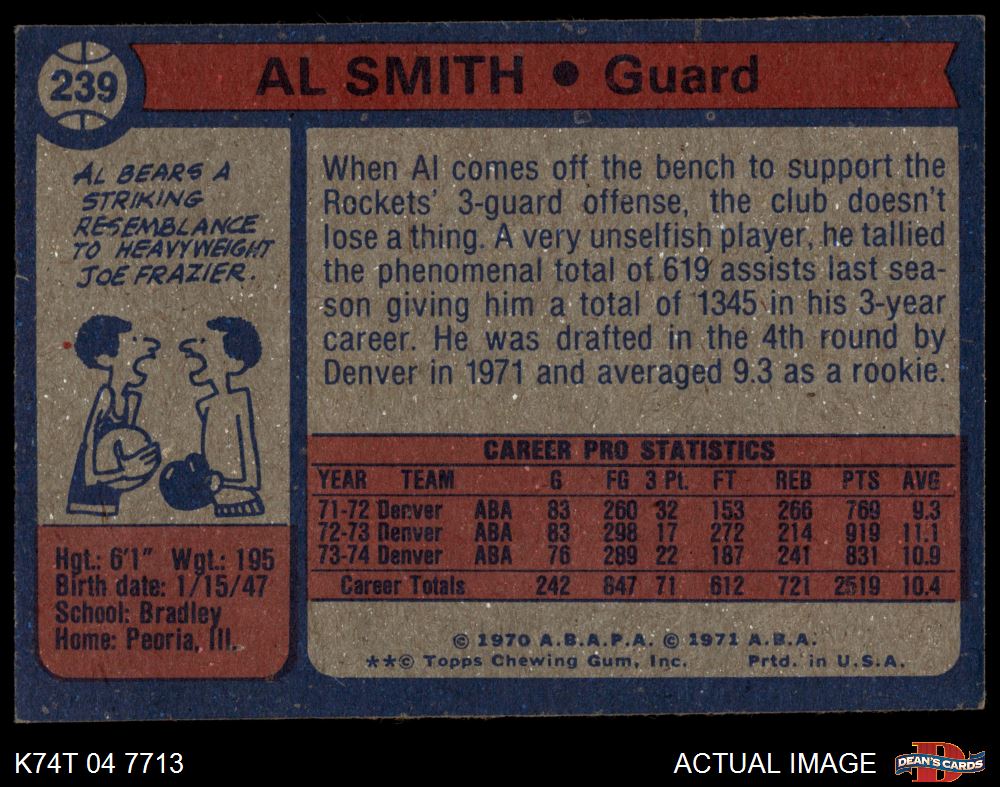 239
AL SMITH ● Guard
AL BEARS A
STRIKING
RESEMBLANCE
TO HEAVYWEIGHT
JOE FRAZIER.
Hgt.: 6'1" Wgt.: 195
Birth date: 1/15/47
School: Bradley
Home: Peoria, Ill.
When Al comes off the bench to support the
Rockets' 3-guard offense, the club doesn't
lose a thing. A very unselfish player, he tallied
the phenomenal total of 619 assists last sea-
son giving him a total of 1345 in his 3-year
career. He was drafted in the 4th round by
Denver in 1971 and averaged 9.3 as a rookie.
CAREER PRO STATISTICS
YEAR TEAM G FG 3 Pt. FT REB PTS AVG
71-72 Denver ABA 83 260 32 153 266 769 9.3
72-73 Denver ABA 83 298 17 272 214 919 11.1
73-74 Denver ABA 76 289 22 187 241 831 10.9
Career Totals 242 847 71 612 721 2519 10.4
© 1970 A.B.A.P.A. © 1971 A.B.A.
**© Topps Chewing Gum, Inc. Prtd. in U.S.A.
K74T 04 7713 ACTUAL IMAGE
DEAN'S CARDS